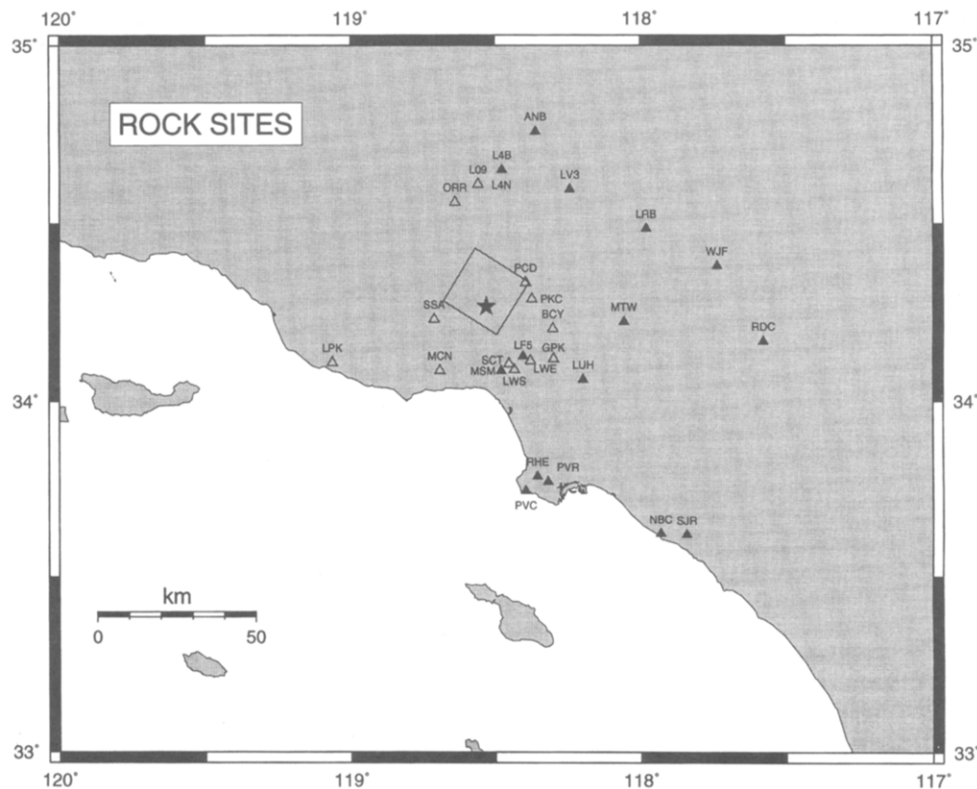 120° 119° 118° 117°
35° 35°
ROCK SITES
ANB
L4B
L09
L4N
LV3
ORR
LRB
WJF
PCD
PKC
SSA
BCY
MTW
RDC
LF5
GPK
LPK
MCN
SCT
MSM
LWE
LUH
LWS
34° 34°
RHE
PVR
PVC
NBC
SJR
km
0 50
33° 33°
120° 119° 118° 117°